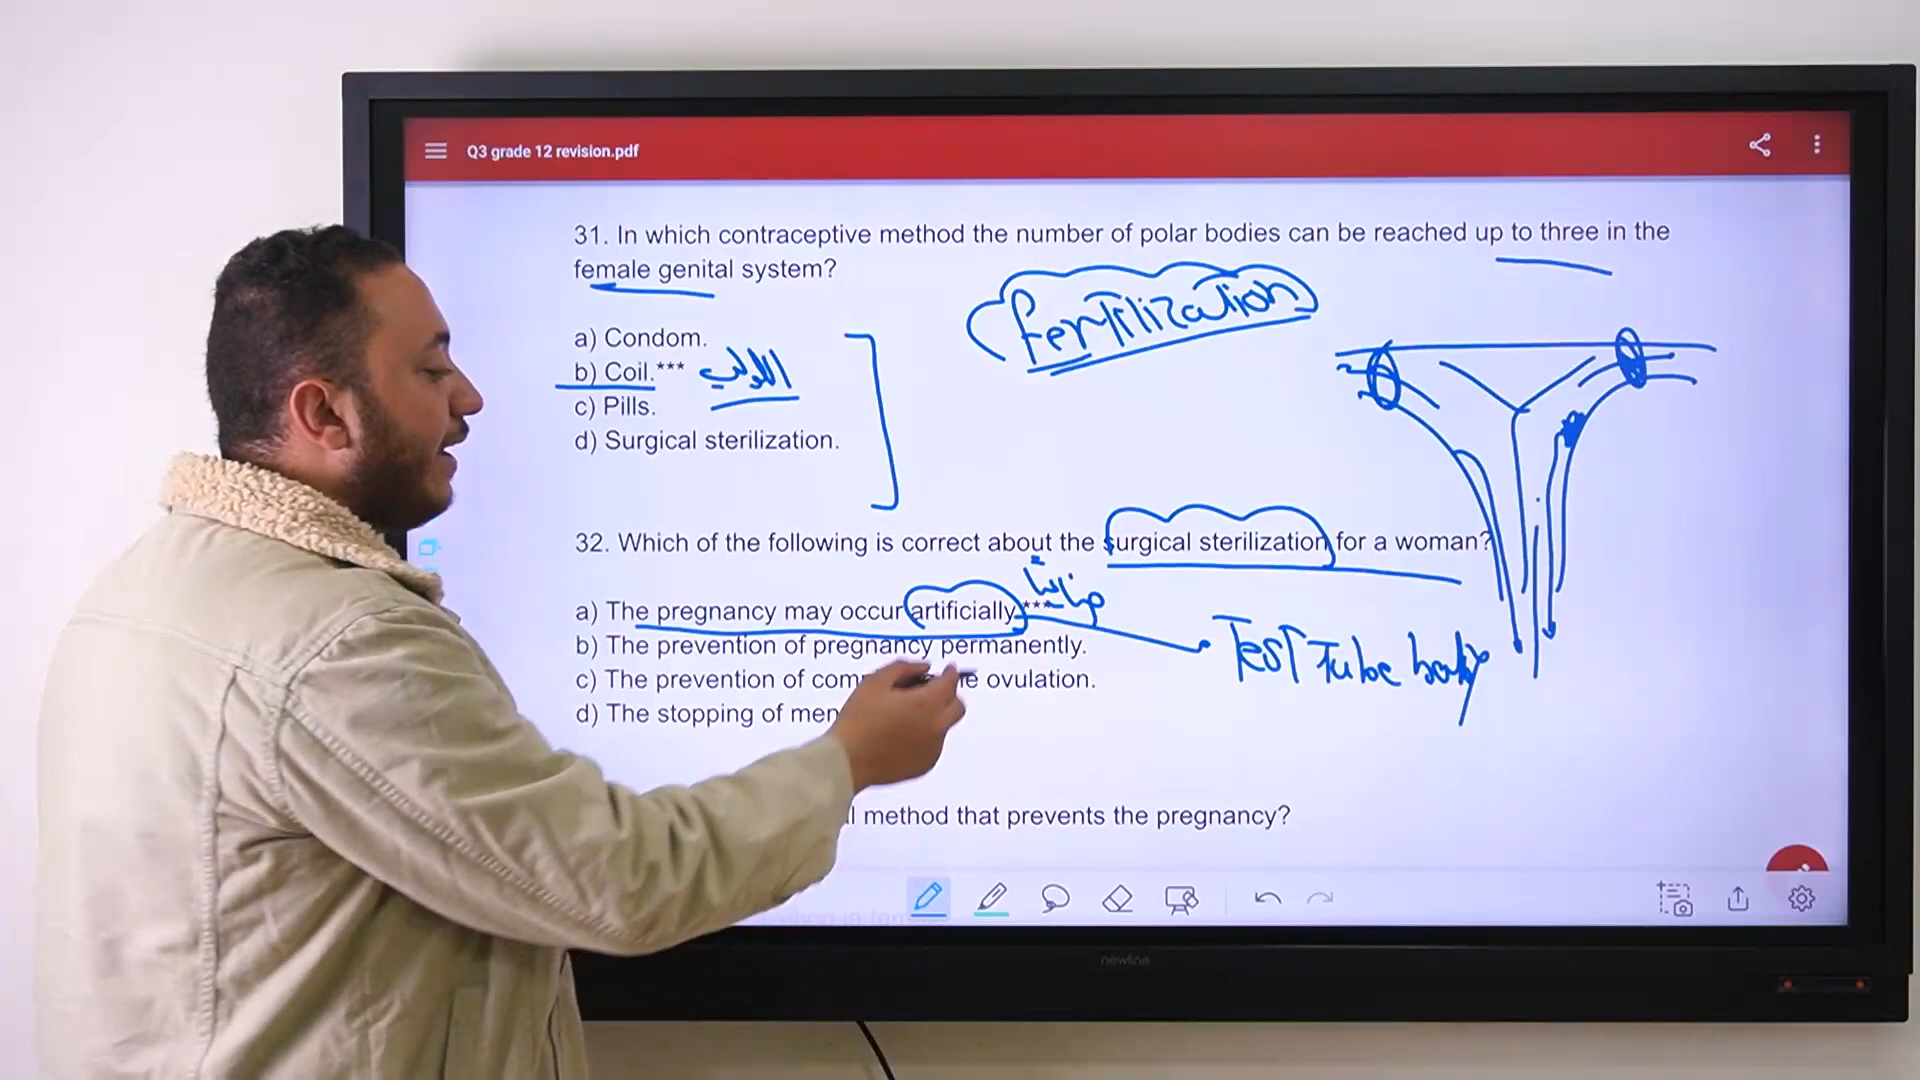 Q3 grade 12 revision.pdf
31. In which contraceptive method the number of polar bodies can be reached up to three in the
female genital system?
fertilization
a) Condom.
b) Coil.*** اللولب
c) Pills.
d) Surgical sterilization.
32. Which of the following is correct about the surgical sterilization for a woman?
a) The pregnancy may occur artificially.***
b) The prevention of pregnancy permanently.
Test Tube baby
c) The prevention of com e ovulation.
d) The stopping of men
l method that prevents the pregnancy?
newline